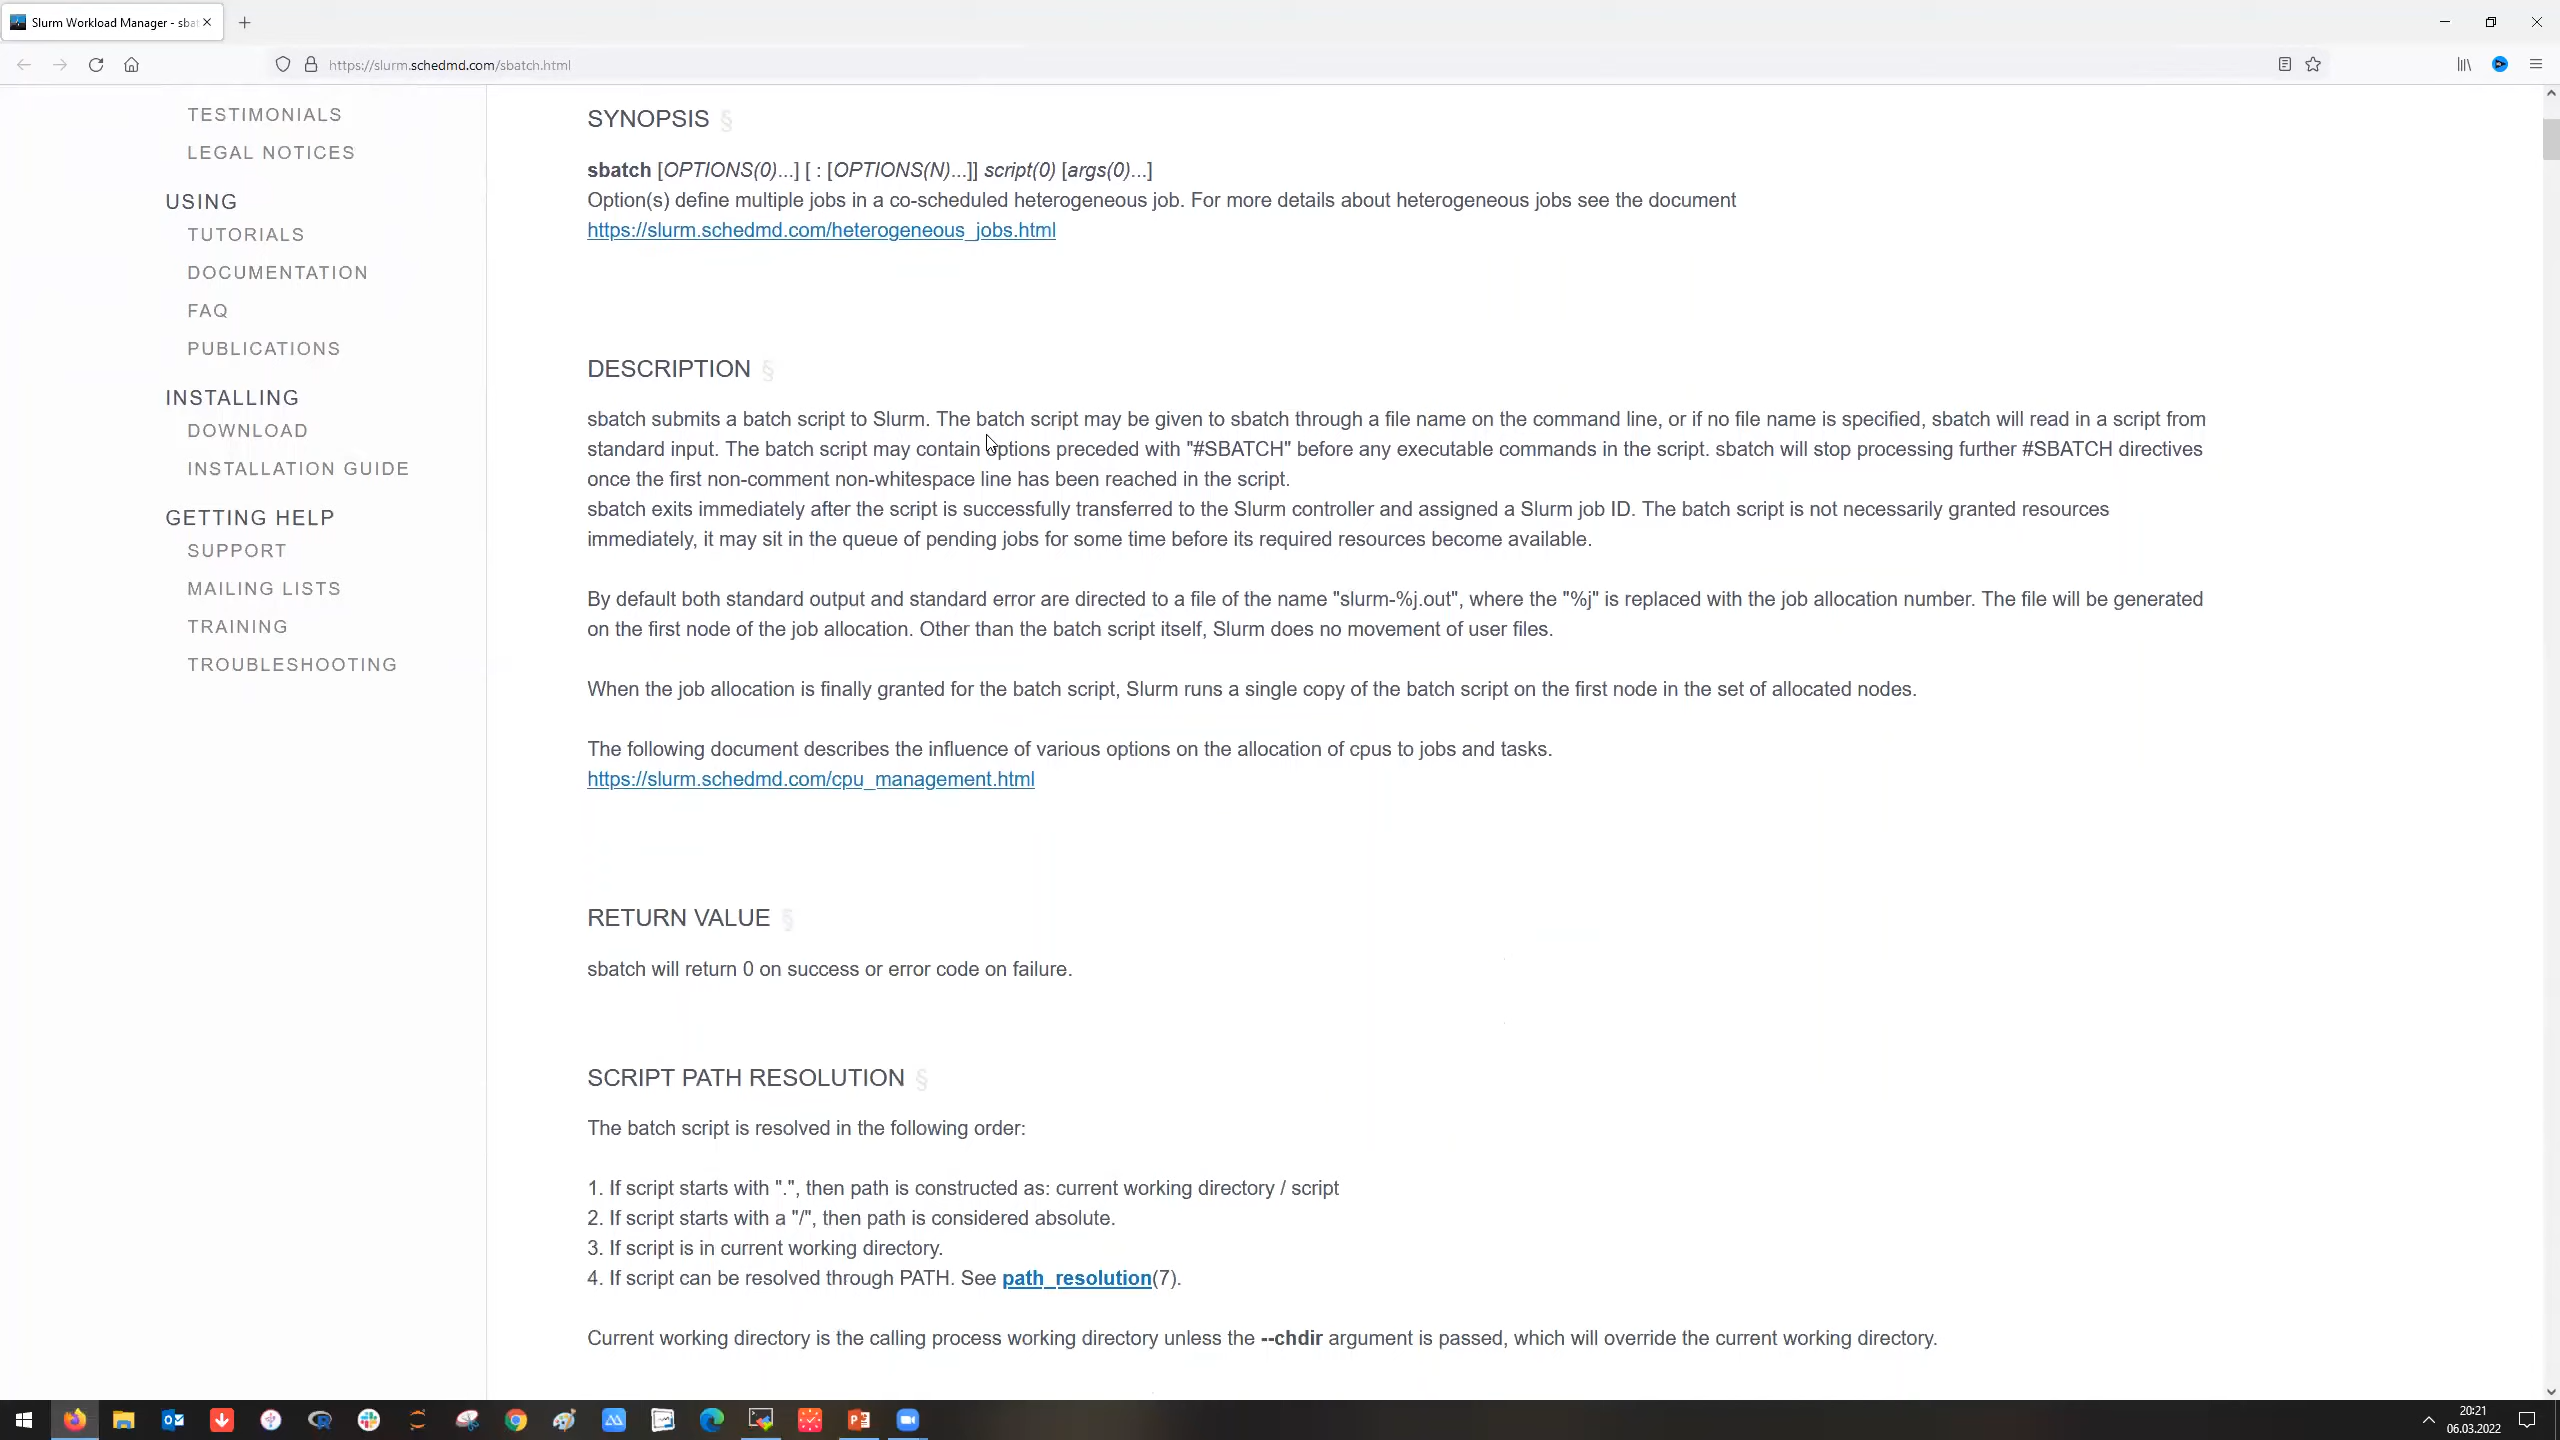 Slurm Workload Manager - sba
https://slurm.schedmd.com/sbatch.html
TESTIMONIALS
LEGAL NOTICES
USING
TUTORIALS
DOCUMENTATION
FAQ
PUBLICATIONS
INSTALLING
DOWNLOAD
INSTALLATION GUIDE
GETTING HELP
SUPPORT
MAILING LISTS
TRAINING
TROUBLESHOOTING
SYNOPSIS §
sbatch [OPTIONS(0)...] [ : [OPTIONS(N)...]] script(0) [args(0)...]
Option(s) define multiple jobs in a co-scheduled heterogeneous job. For more details about heterogeneous jobs see the document
https://slurm.schedmd.com/heterogeneous_jobs.html
DESCRIPTION §
sbatch submits a batch script to Slurm. The batch script may be given to sbatch through a file name on the command line, or if no file name is specified, sbatch will read in a script from
standard input. The batch script may contain options preceded with "#SBATCH" before any executable commands in the script. sbatch will stop processing further #SBATCH directives
once the first non-comment non-whitespace line has been reached in the script.
sbatch exits immediately after the script is successfully transferred to the Slurm controller and assigned a Slurm job ID. The batch script is not necessarily granted resources
immediately, it may sit in the queue of pending jobs for some time before its required resources become available.
By default both standard output and standard error are directed to a file of the name "slurm-%j.out", where the "%j" is replaced with the job allocation number. The file will be generated
on the first node of the job allocation. Other than the batch script itself, Slurm does no movement of user files.
When the job allocation is finally granted for the batch script, Slurm runs a single copy of the batch script on the first node in the set of allocated nodes.
The following document describes the influence of various options on the allocation of cpus to jobs and tasks.
https://slurm.schedmd.com/cpu_management.html
RETURN VALUE §
sbatch will return 0 on success or error code on failure.
SCRIPT PATH RESOLUTION §
The batch script is resolved in the following order:
1. If script starts with ".", then path is constructed as: current working directory / script
2. If script starts with a "/", then path is considered absolute.
3. If script is in current working directory.
4. If script can be resolved through PATH. See path_resolution(7).
Current working directory is the calling process working directory unless the --chdir argument is passed, which will override the current working directory.
20:21
06.03.2022